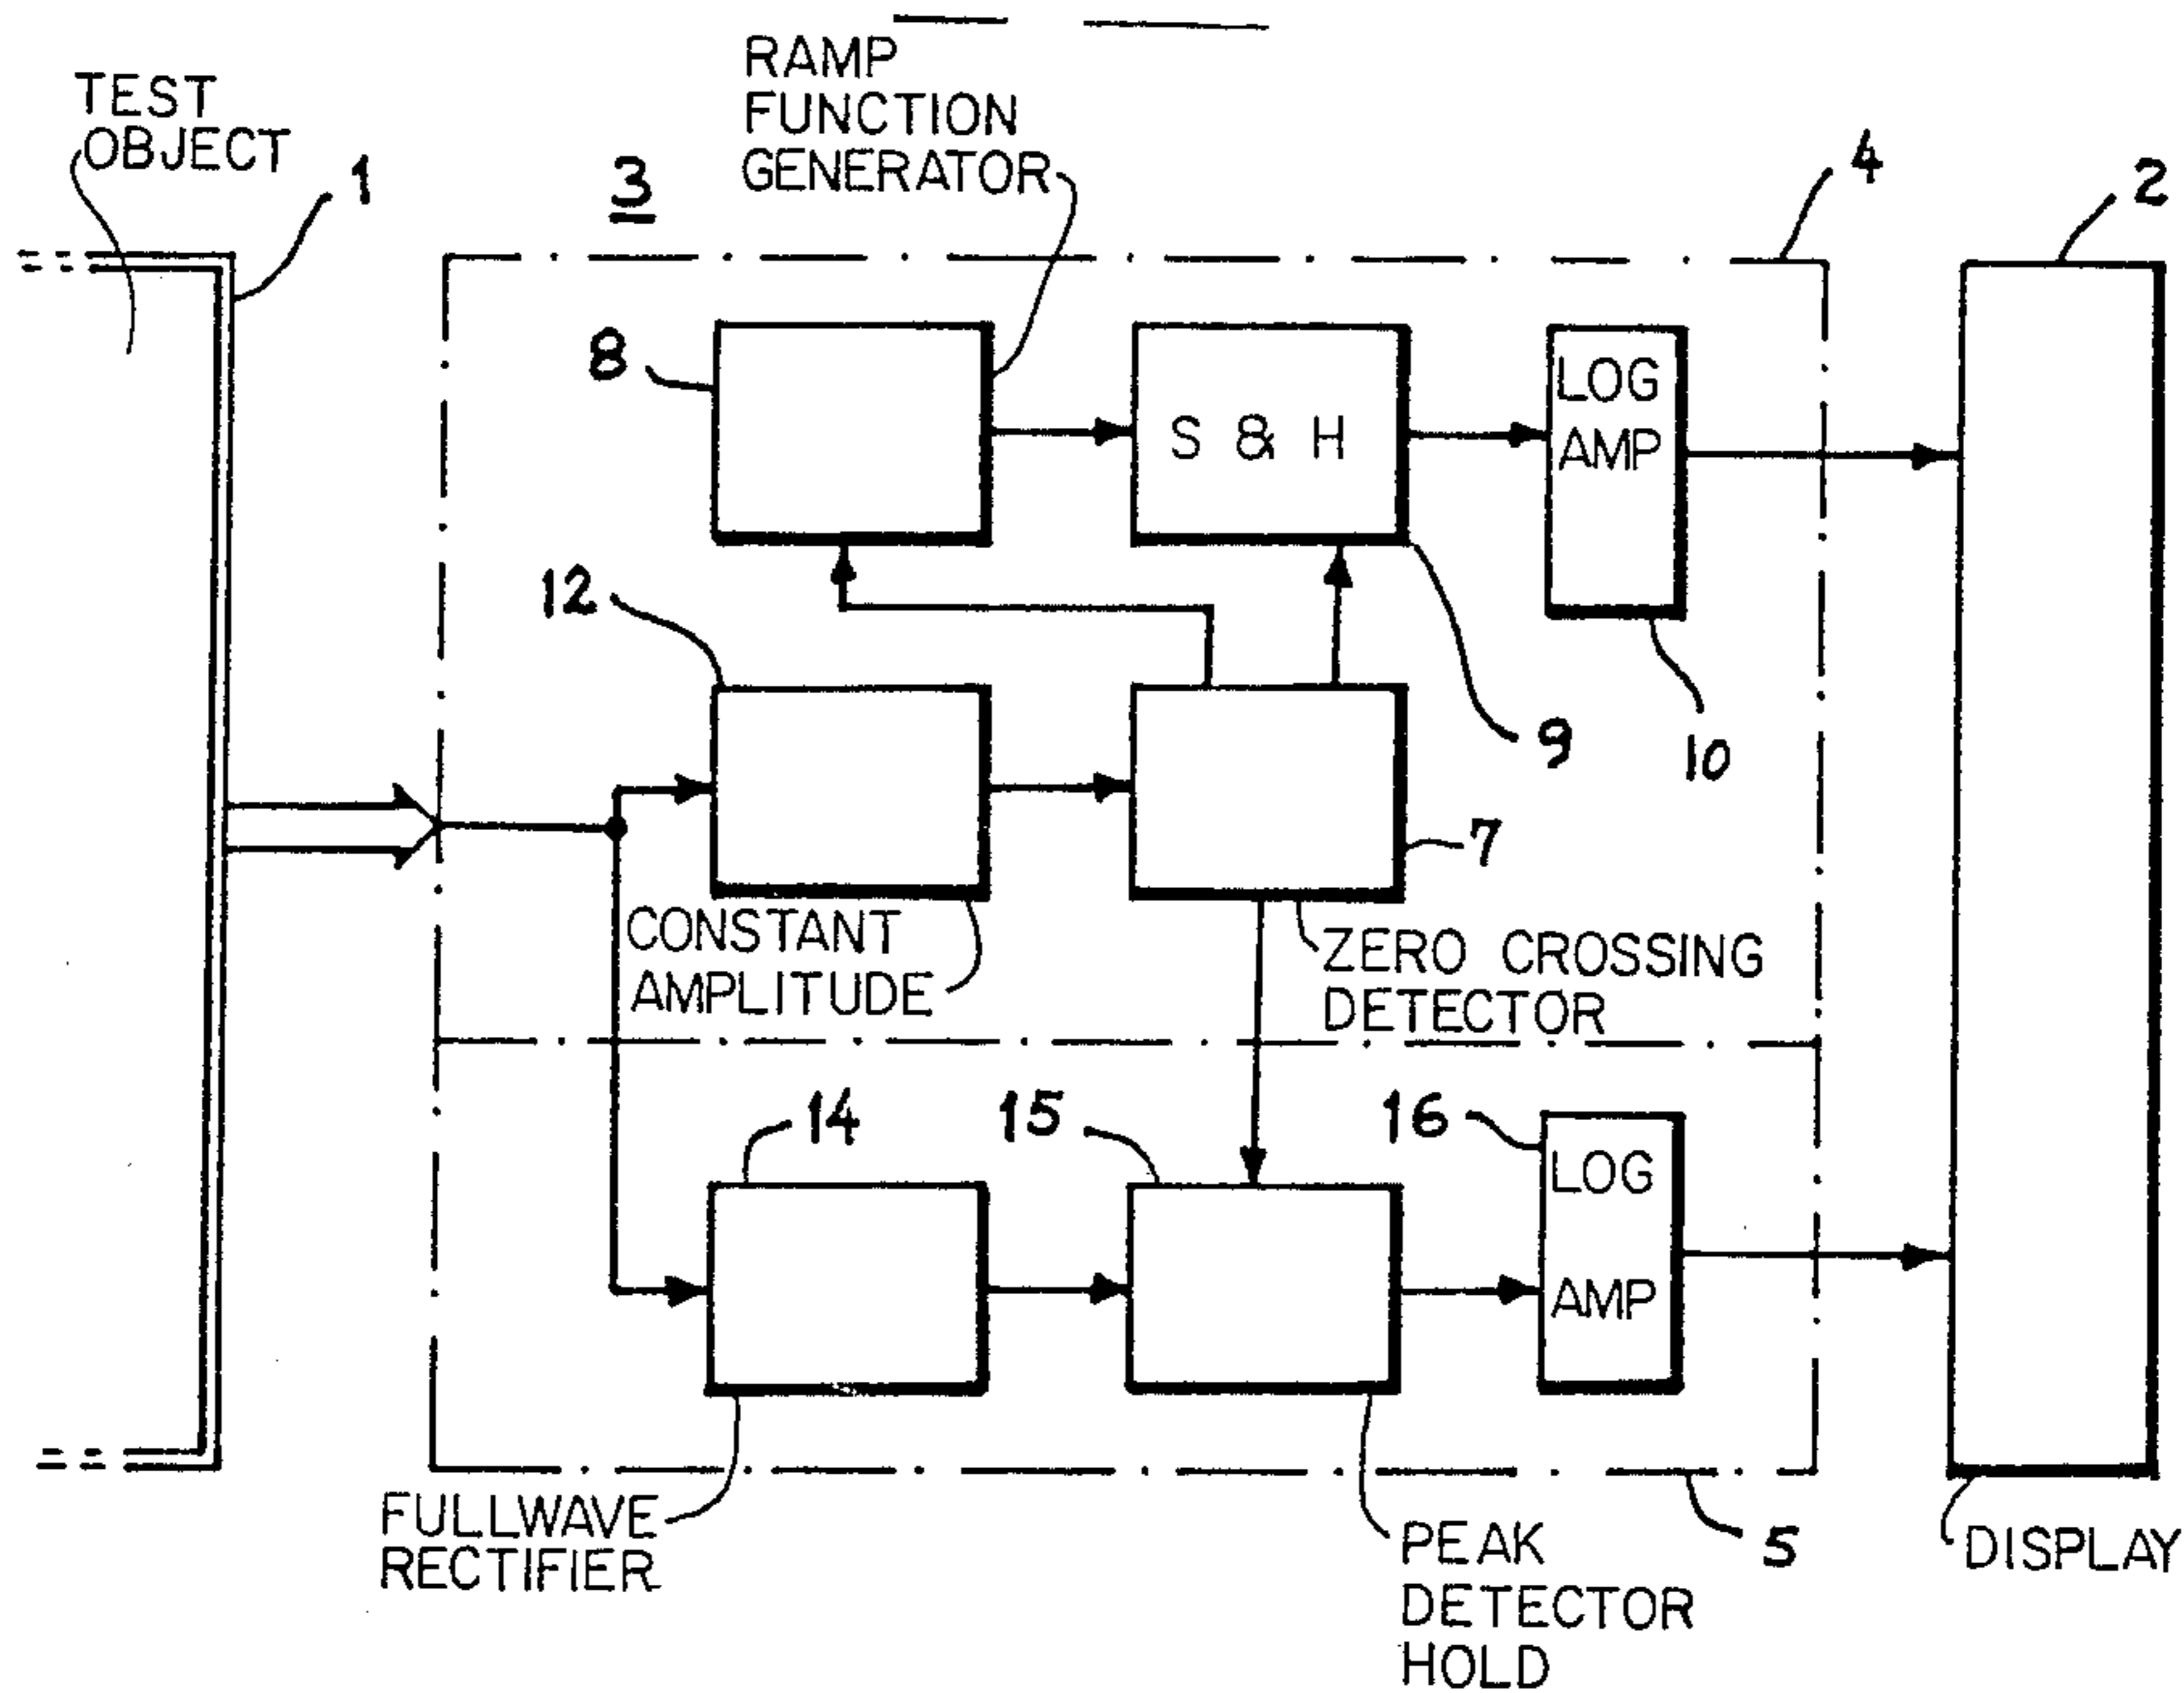 RAMP
FUNCTION
GENERATOR
TEST
OBJECT
1
3
4
2
8
S & H
LOG
AMP
12
9
10
7
CONSTANT
AMPLITUDE
ZERO CROSSING
DETECTOR
14
15
16
LOG
AMP
FULLWAVE
RECTIFIER
5
PEAK
DETECTOR
HOLD
DISPLAY